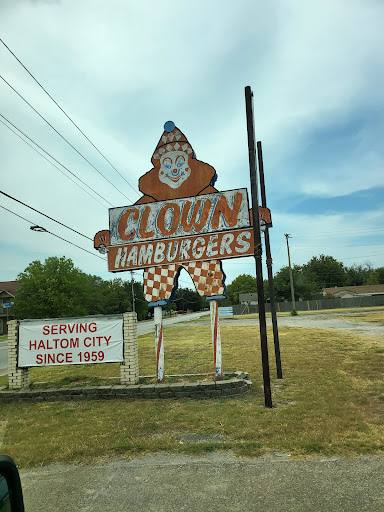 CLOWN
HAMBURGERS
SERVING
HALTOM CITY
SINCE 1959